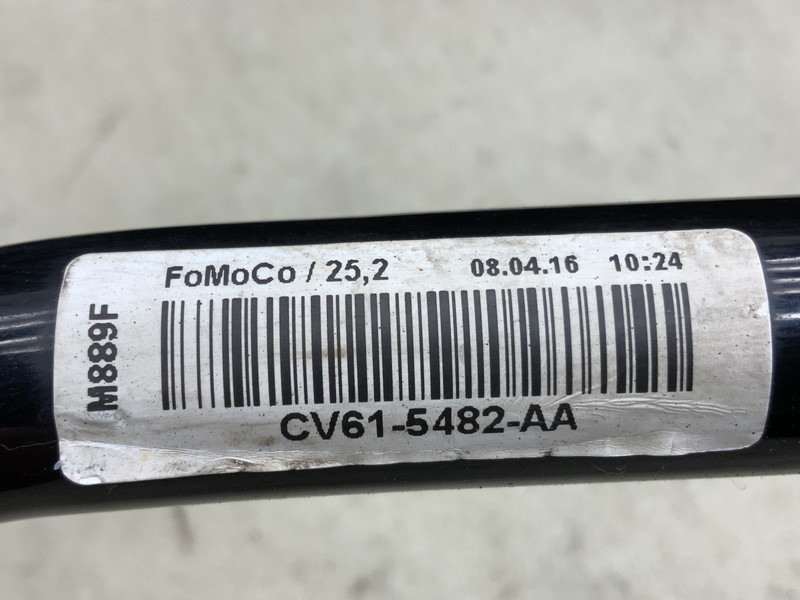 FoMoCo / 25,2 08.04.16 10:24
M889F
CV61-5482-AA